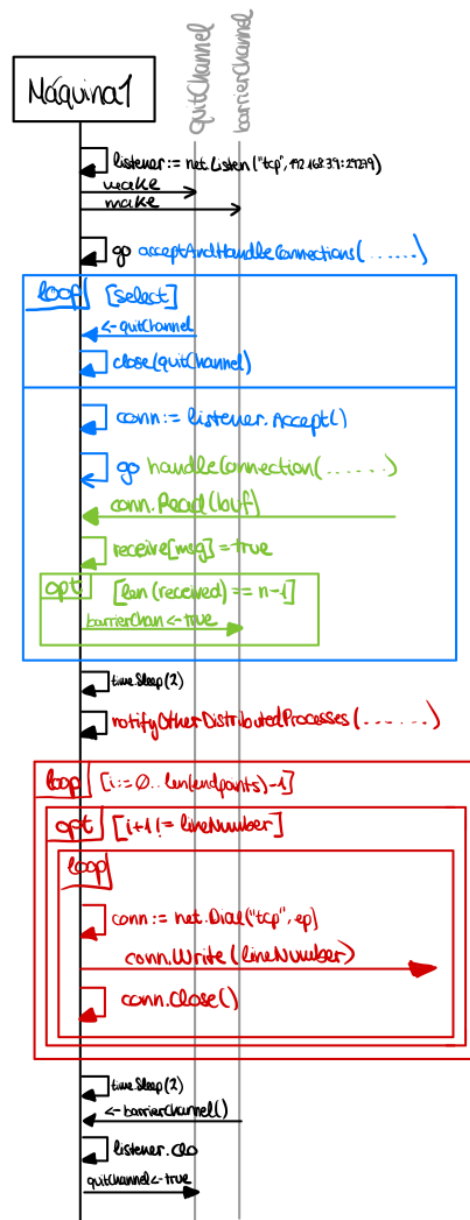 Máquina1
quitChannel
barrierChannel
listener := net.Listen("tcp", 192.168.3.9:29279)
make
make
go acceptAndHandleConnections(......)
loop [select]
<-quitChannel
close(quitChannel)
conn := listener.Accept()
go handleConnection(......)
conn.Read(buf)
receive[msg] = true
opt [len(received) == n-1]
barrierChan <- true
time.Sleep(2)
notifyOtherDistributedProcesses(......)
loop [i := 0... len(endpoints)-1]
opt [i+1 != lineNumber]
loop
conn := net.Dial("tcp", ep)
conn.Write(lineNumber)
conn.Close()
time.Sleep(2)
<-barrierChannel()
listener.Clo
quitChannel <- true